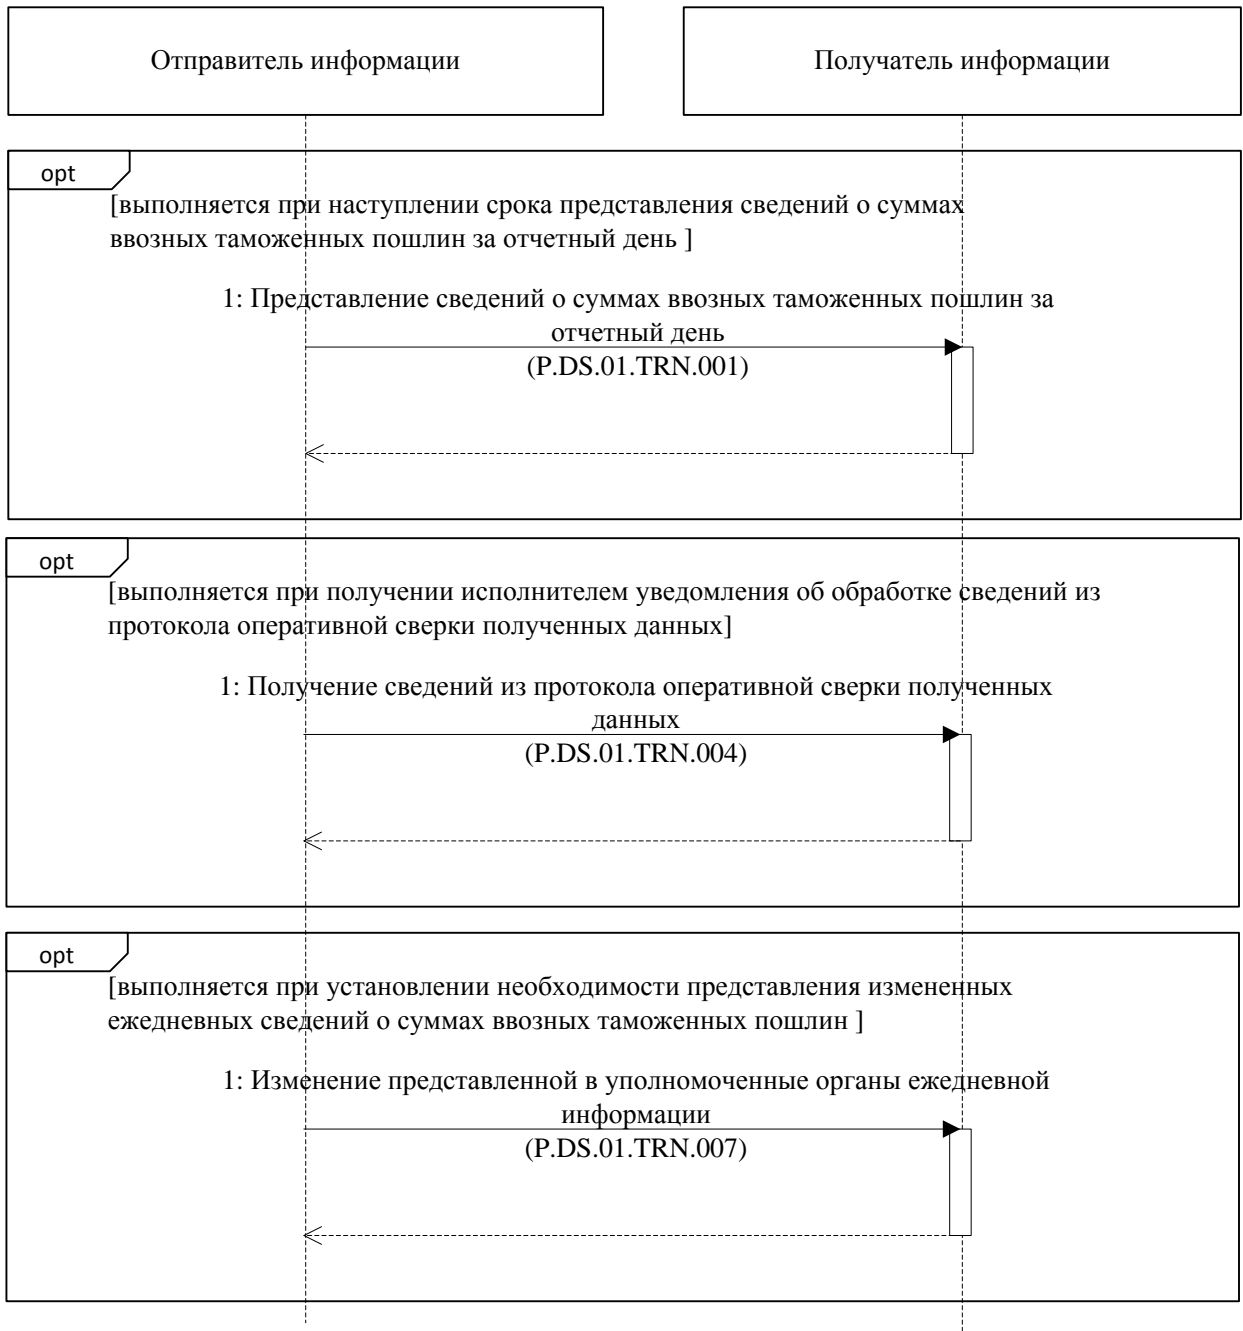 Отправитель информации
Получатель информации
opt
[выполняется при наступлении срока представления сведений о суммах
ввозных таможенных пошлин за отчетный день ]
1: Представление сведений о суммах ввозных таможенных пошлин за
отчетный день
(P.DS.01.TRN.001)
opt
[выполняется при получении исполнителем уведомления об обработке сведений из
протокола оперативной сверки полученных данных]
1: Получение сведений из протокола оперативной сверки полученных
данных
(P.DS.01.TRN.004)
opt
[выполняется при установлении необходимости представления измененных
ежедневных сведений о суммах ввозных таможенных пошлин ]
1: Изменение представленной в уполномоченные органы ежедневной
информации
(P.DS.01.TRN.007)